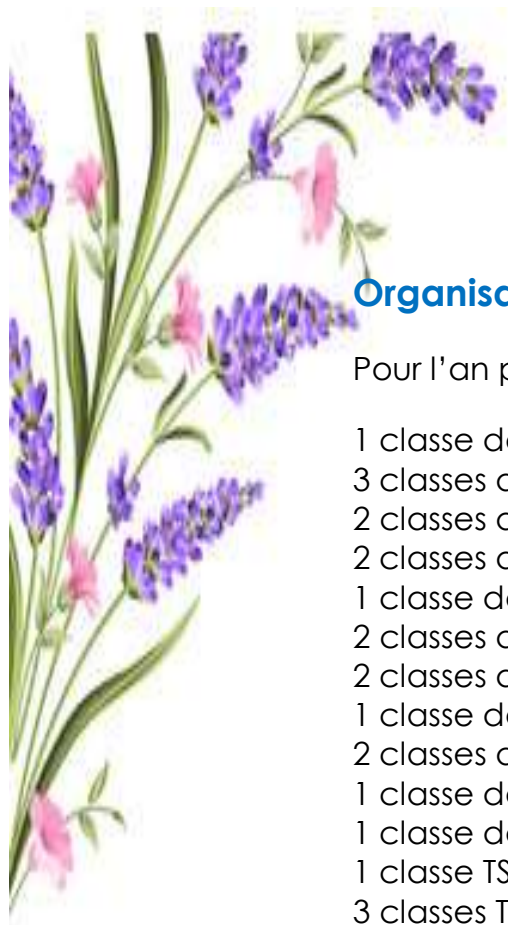 Organisa
Pour l’an p
1 classe de
3 classes d
2 classes d
2 classes d
1 classe de
2 classes d
2 classes d
1 classe de
2 classes d
1 classe de
1 classe de
1 classe TS
3 classes T